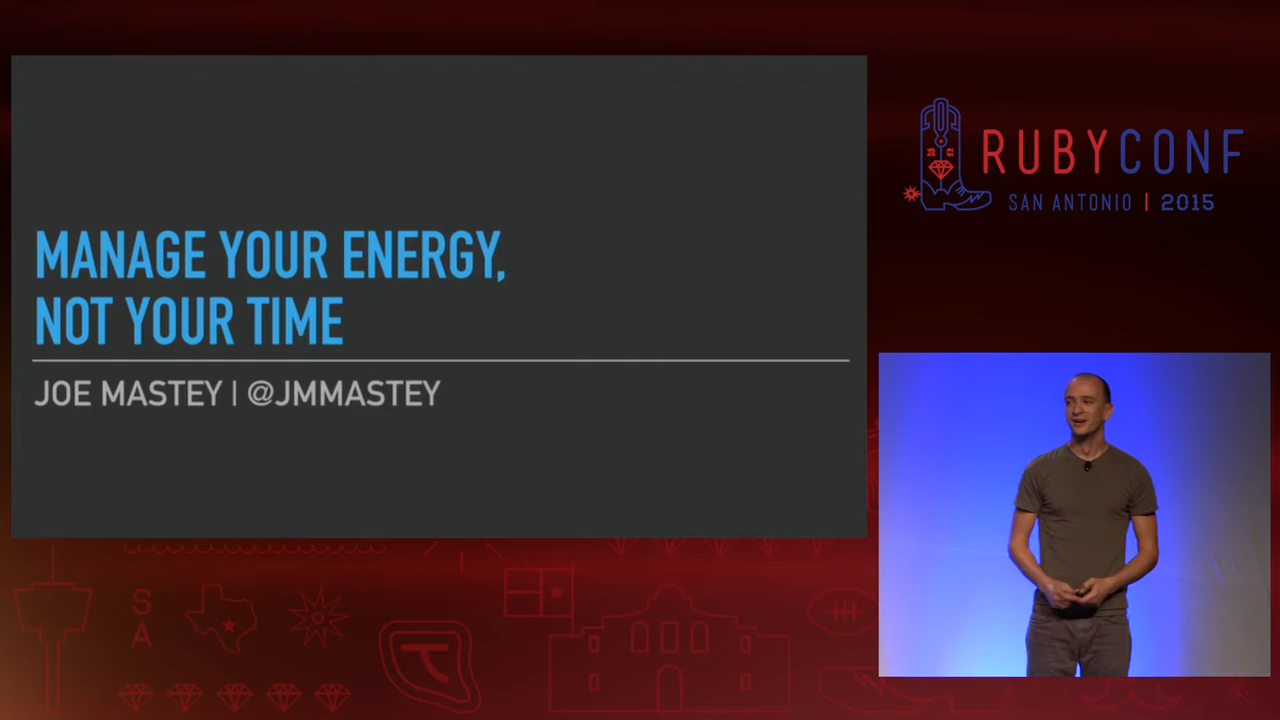 MANAGE YOUR ENERGY,
NOT YOUR TIME
JOE MASTEY | @JMMASTEY
RUBYCONF
SAN ANTONIO | 2015
S
A